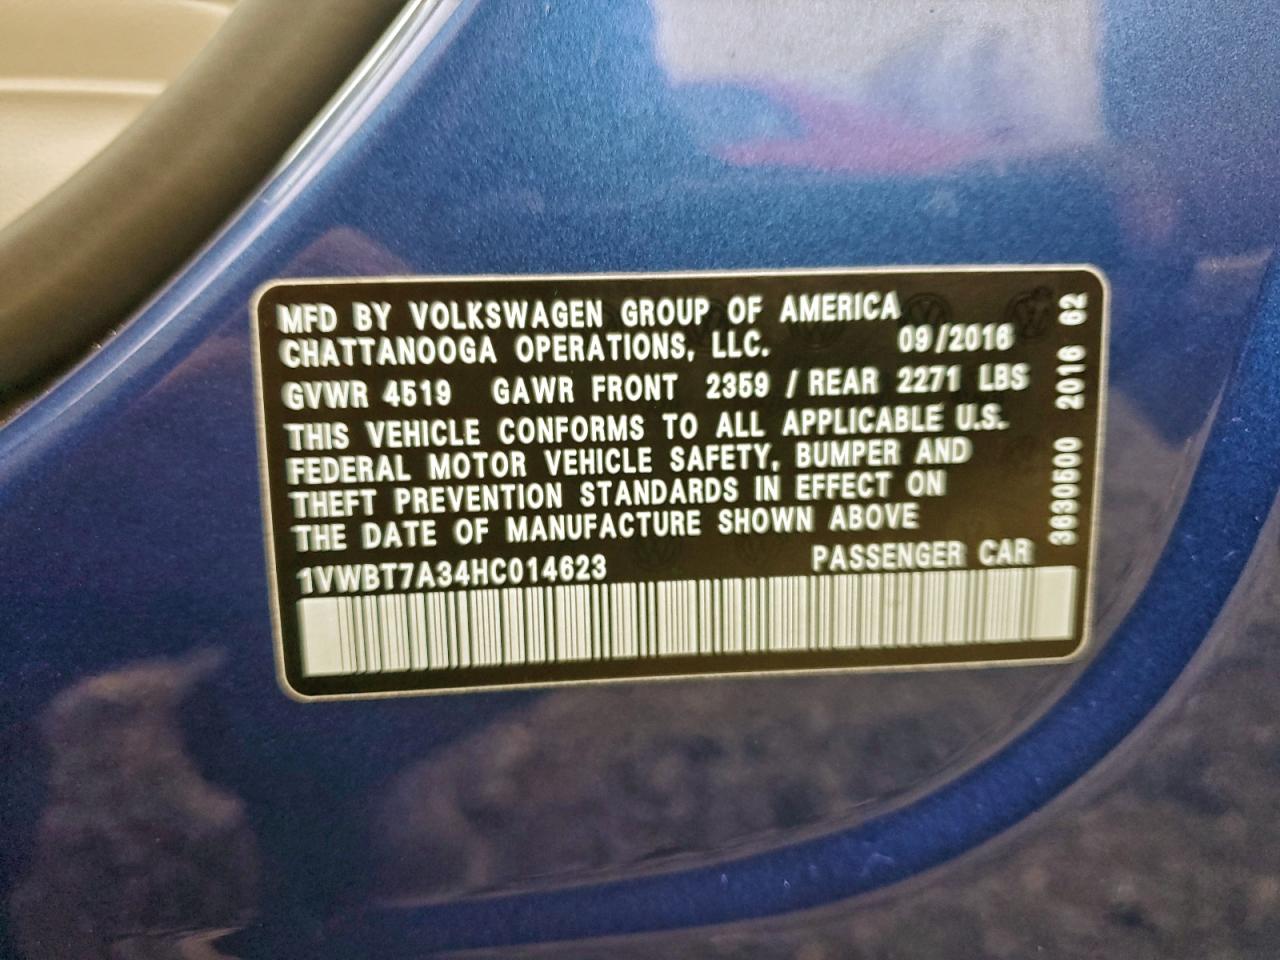 MFD BY VOLKSWAGEN GROUP OF AMERICA
CHATTANOOGA OPERATIONS, LLC. 09/2016
GVWR 4519 GAWR FRONT 2359 / REAR 2271 LBS
THIS VEHICLE CONFORMS TO ALL APPLICABLE U.S.
FEDERAL MOTOR VEHICLE SAFETY, BUMPER AND
THEFT PREVENTION STANDARDS IN EFFECT ON
THE DATE OF MANUFACTURE SHOWN ABOVE
1VWBT7A34HC014623 PASSENGER CAR
3630500 2016 62